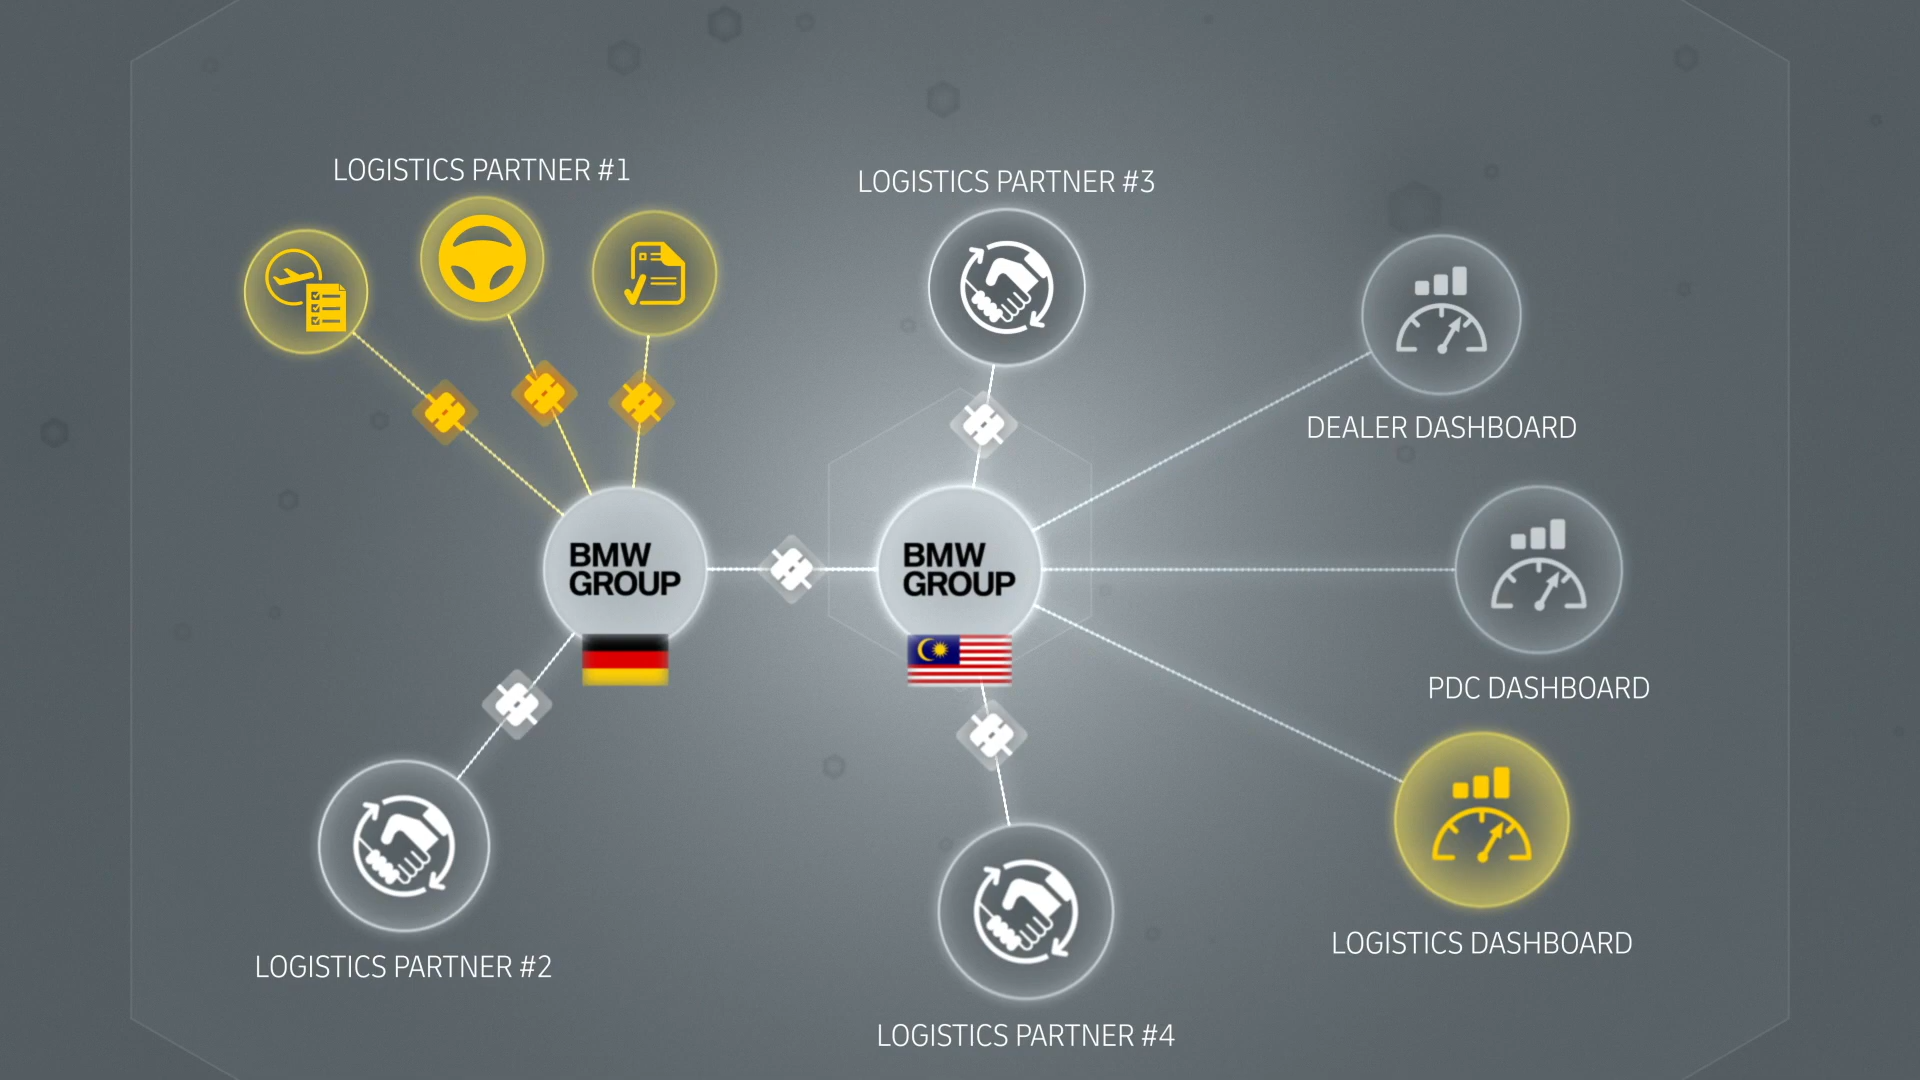 LOGISTICS PARTNER #1
LOGISTICS PARTNER #3
DEALER DASHBOARD
BMW
GROUP
BMW
GROUP
PDC DASHBOARD
LOGISTICS DASHBOARD
LOGISTICS PARTNER #2
LOGISTICS PARTNER #4